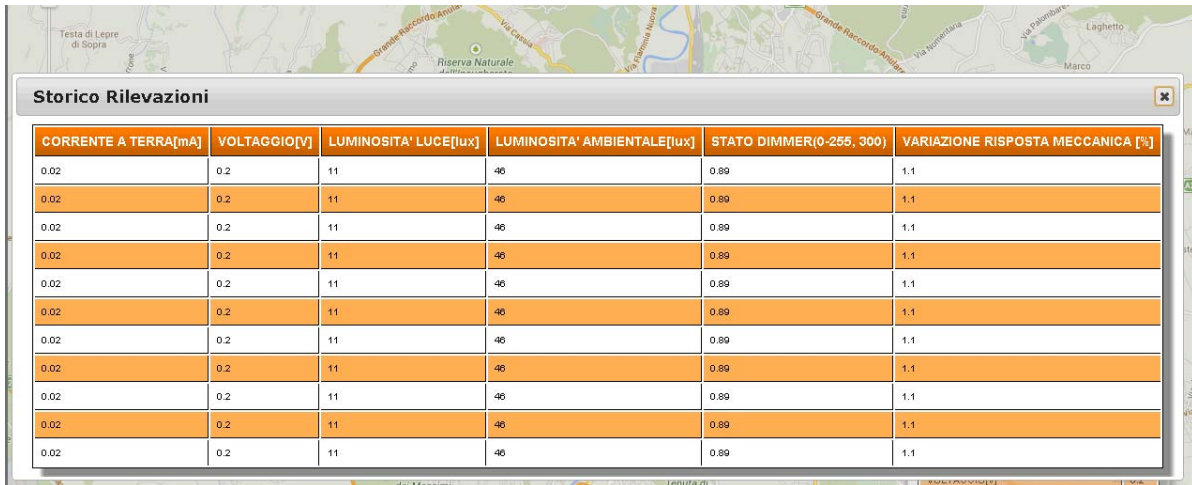 Testa di Lepre
di Sopra
Grande Raccordo Anulare
Via Cassia
Via Flaminia Nuova
Riserva Naturale
Grande Raccordo Anulare
Via Nomentana
Via Palombarese
Laghetto
Marco
Storico Rilevazioni
CORRENTE A TERRA[mA] VOLTAGGIO[V] LUMINOSITA' LUCE[lux] LUMINOSITA' AMBIENTALE[lux] STATO DIMMER(0-255, 300) VARIAZIONE RISPOSTA MECCANICA [%]
0.02 0.2 11 46 0.89 1.1
0.02 0.2 11 46 0.89 1.1
0.02 0.2 11 46 0.89 1.1
0.02 0.2 11 46 0.89 1.1
0.02 0.2 11 46 0.89 1.1
0.02 0.2 11 46 0.89 1.1
0.02 0.2 11 46 0.89 1.1
0.02 0.2 11 46 0.89 1.1
0.02 0.2 11 46 0.89 1.1
0.02 0.2 11 46 0.89 1.1
0.02 0.2 11 46 0.89 1.1
Tenuta di
VOLTAGGIO[V] 0.2